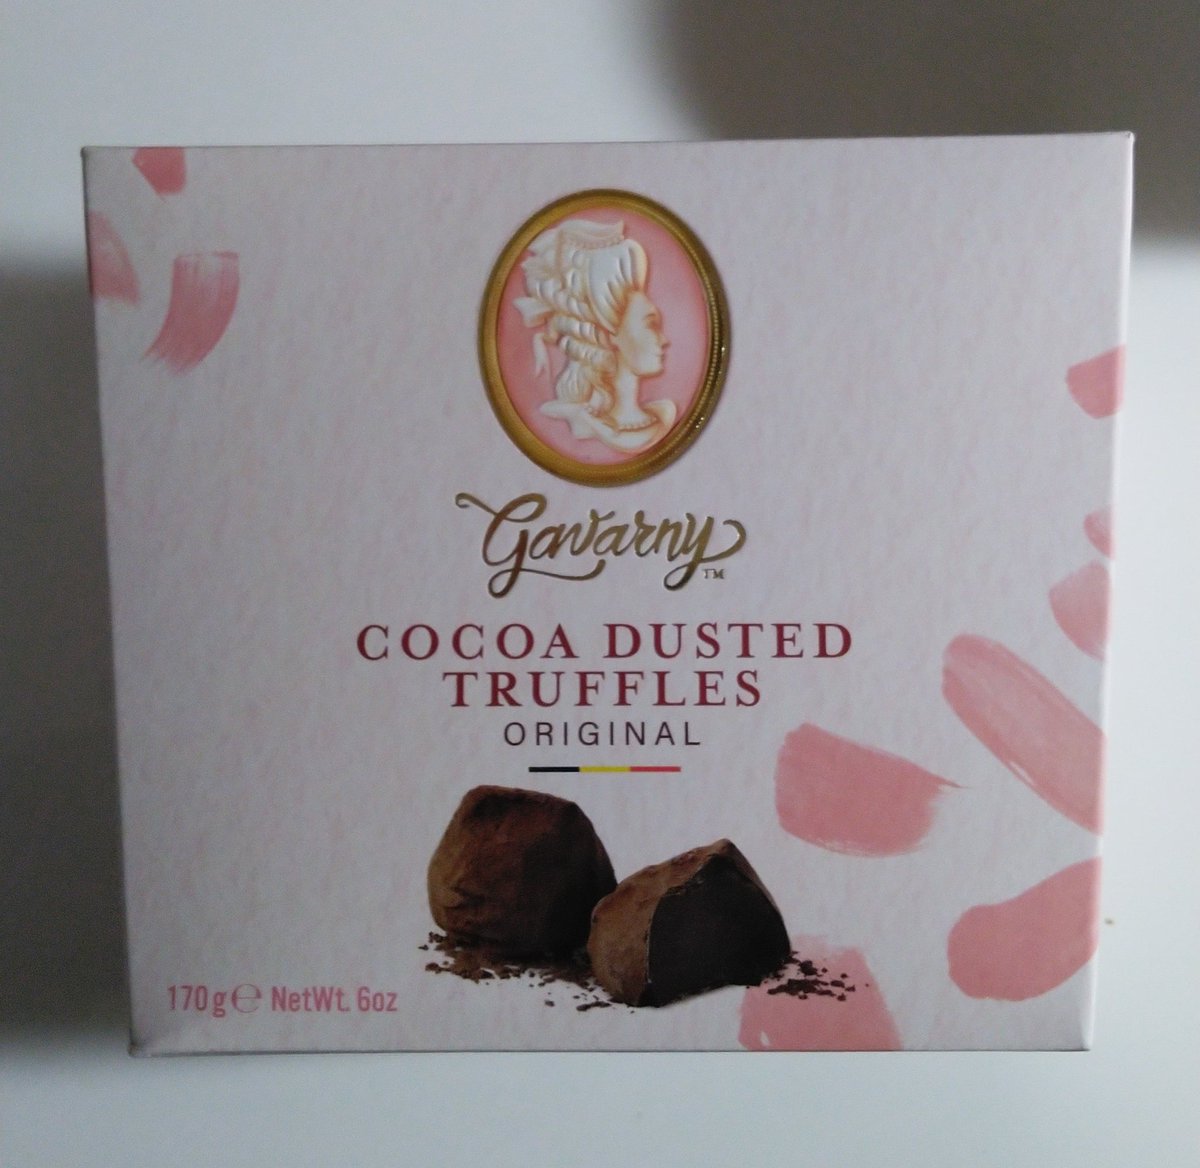 Gavarny™
COCOA DUSTED
TRUFFLES
ORIGINAL
170g℮ NetWt. 6oz